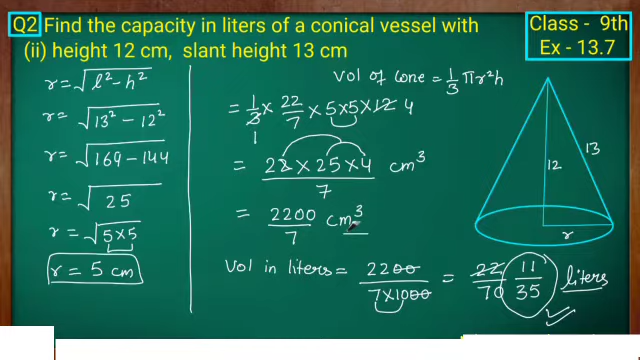 Q2 Find the capacity in liters of a conical vessel with
(ii) height 12 cm, slant height 13 cm
Class - 9th
Ex - 13.7
r = √(l² - h²)
r = √(13² - 12²)
r = √(169 - 144)
r = √25
r = √(5 × 5)
r = 5 cm
Vol of Cone = 1/3 πr²h
= 1/3 × 22/7 × 5 × 5 × 12 4
1
= 22 × 25 × 4 / 7 cm³
= 2200/7 cm³
Vol in liters = 2200 / 7 × 1000 = 22/70 11/35 liters
12
13
r